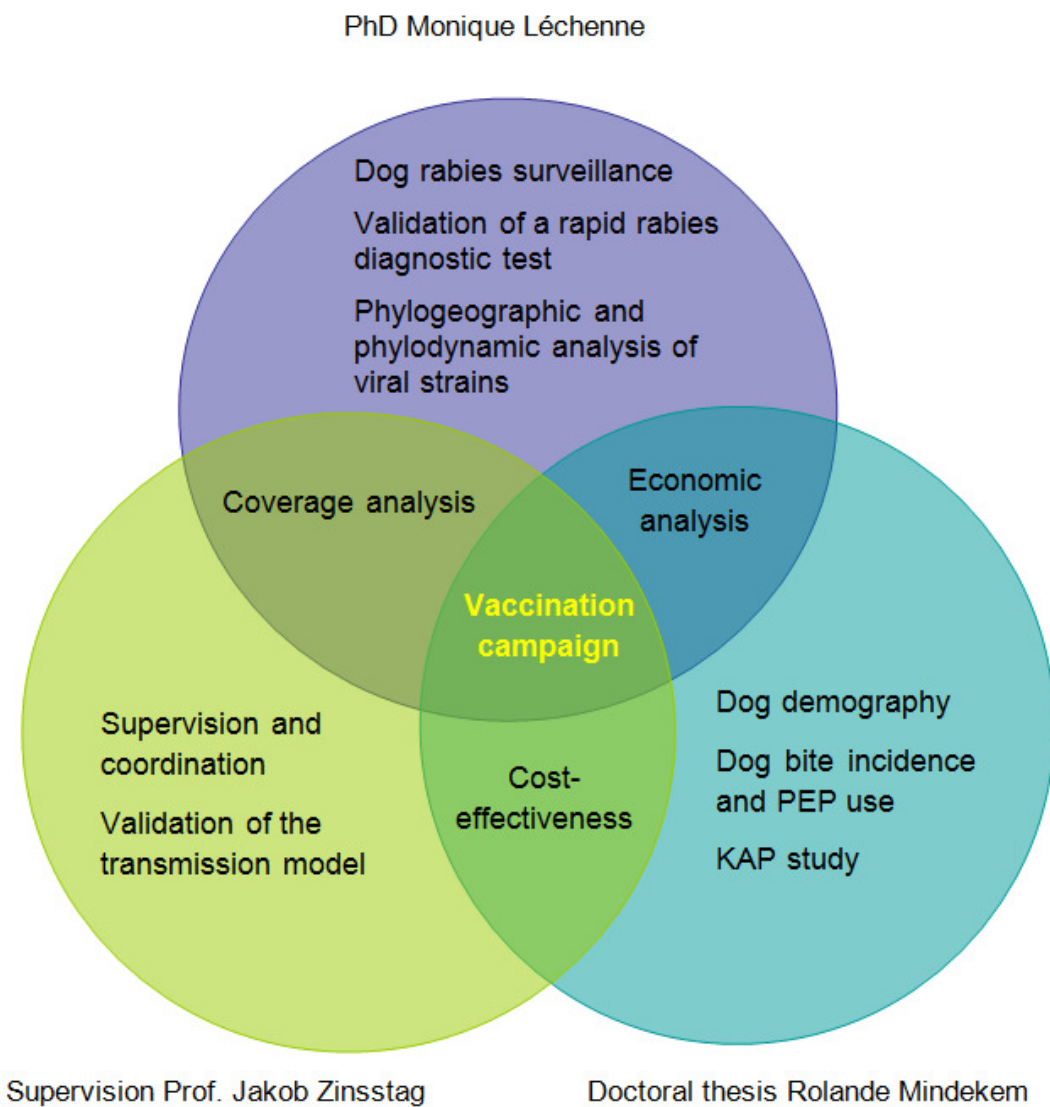 PhD Monique Léchenne
Dog rabies surveillance
Validation of a rapid rabies
diagnostic test
Phylogeographic and
phylodynamic analysis of
viral strains
Coverage analysis
Economic
analysis
Vaccination
campaign
Supervision and
coordination
Validation of the
transmission model
Cost-
effectiveness
Dog demography
Dog bite incidence
and PEP use
KAP study
Supervision Prof. Jakob Zinsstag
Doctoral thesis Rolande Mindekem